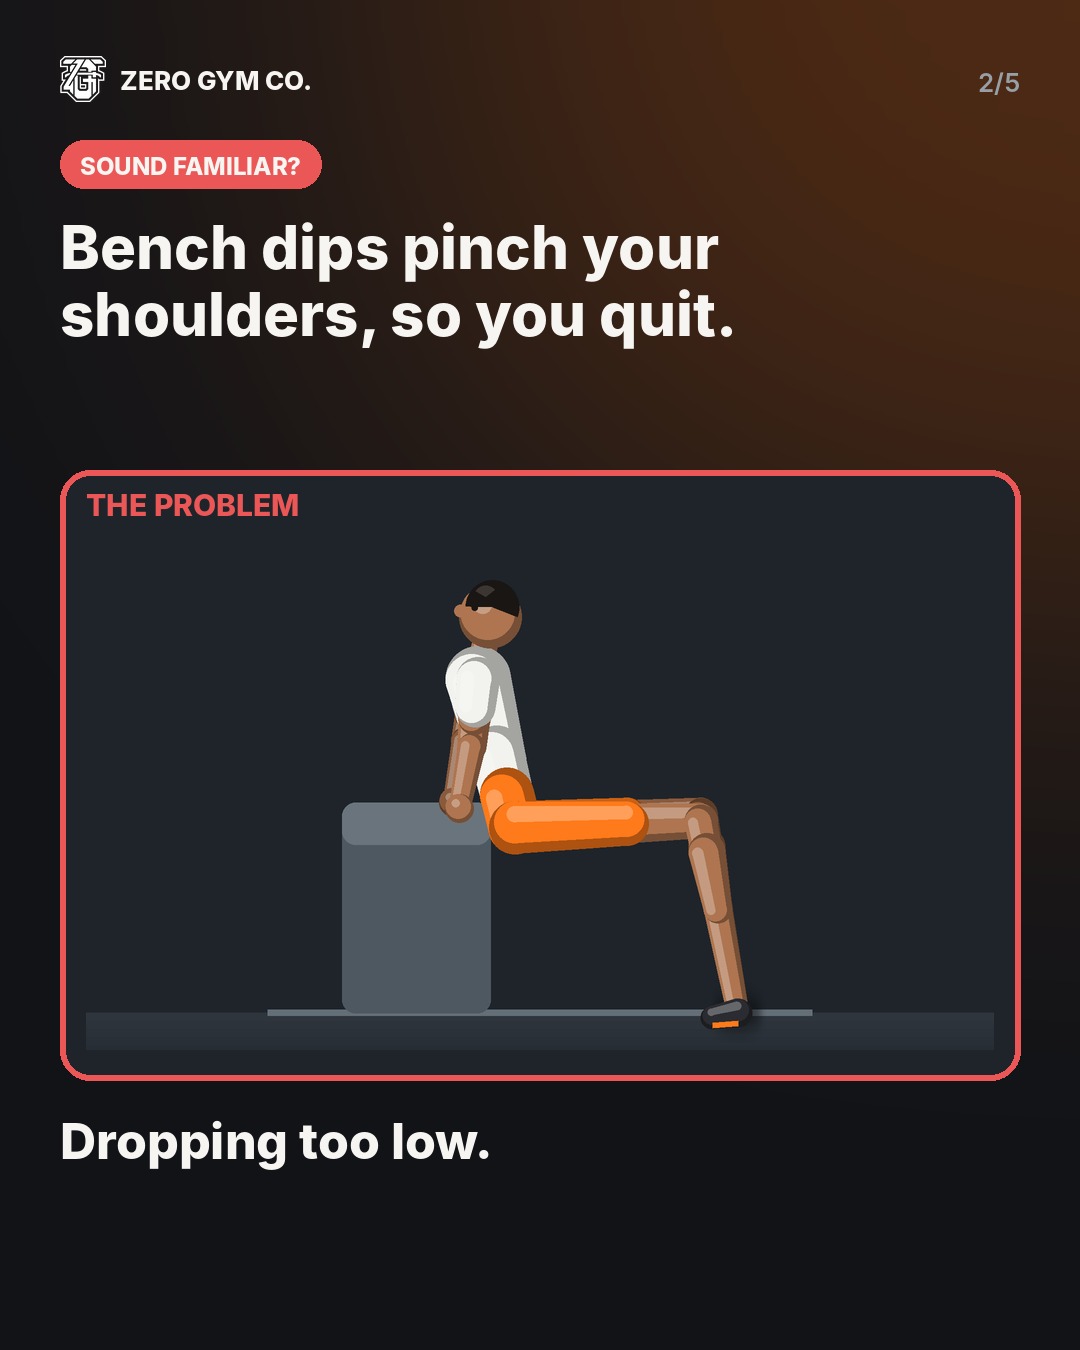 ZERO GYM CO.
2/5
SOUND FAMILIAR?
Bench dips pinch your
shoulders, so you quit.
THE PROBLEM
Dropping too low.